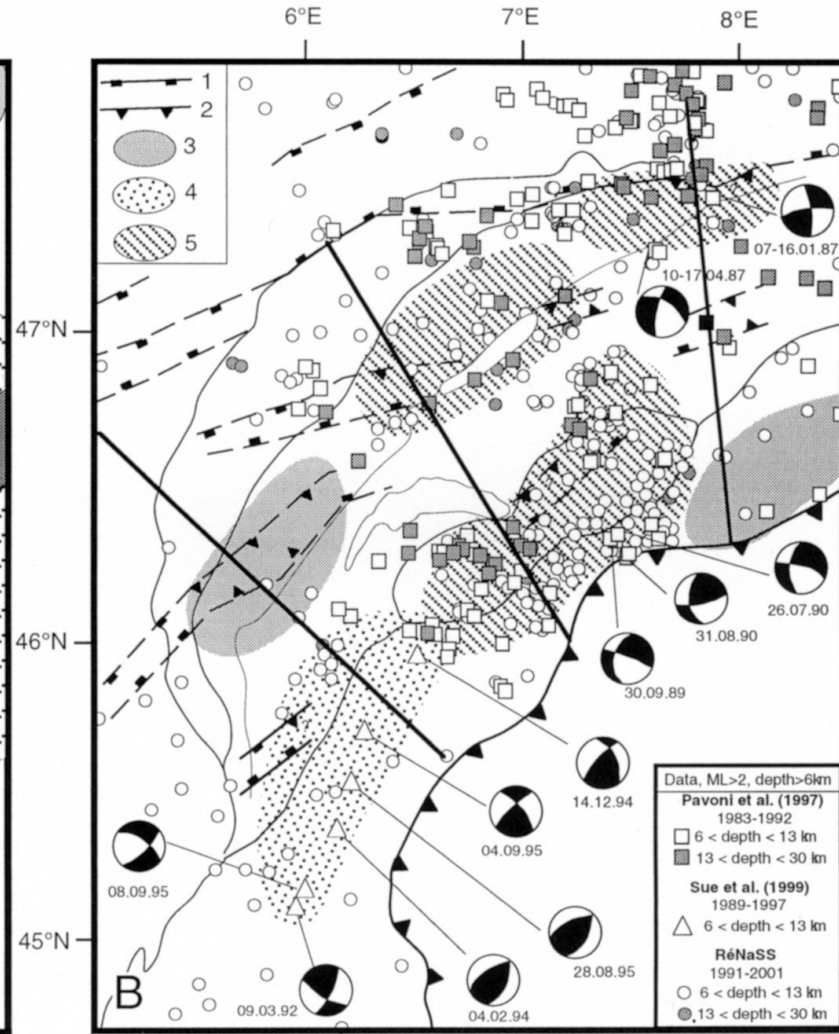 6°E
7°E
8°E
1
2
3
4
5
47°N
46°N
45°N
07-16.01.87
10-17.04.87
26.07.90
31.08.90
30.09.89
14.12.94
04.09.95
08.09.95
28.08.95
04.02.94
09.03.92
B
Data, ML>2, depth>6km
Pavoni et al. (1997)
1983-1992
6 < depth < 13 km
13 < depth < 30 km
Sue et al. (1999)
1989-1997
6 < depth < 13 km
RéNaSS
1991-2001
6 < depth < 13 km
13 < depth < 30 km